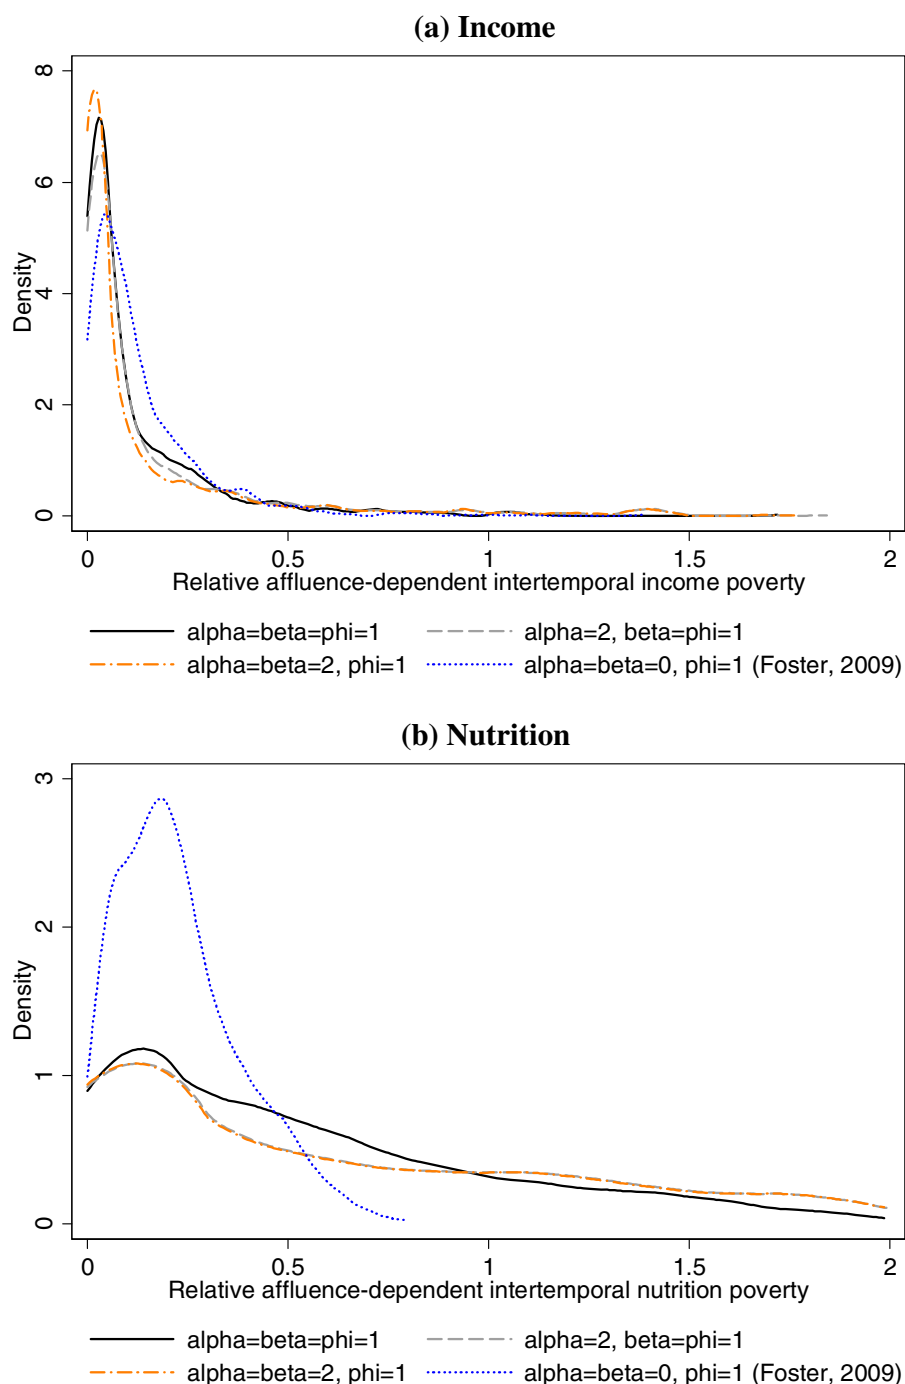 (a) Income
8
6
4
2
0
Density
0 0.5 1 1.5 2
Relative affluence-dependent intertemporal income poverty
alpha=beta=phi=1 alpha=2, beta=phi=1
alpha=beta=2, phi=1 alpha=beta=0, phi=1 (Foster, 2009)
(b) Nutrition
3
2
1
0
Density
0 0.5 1 1.5 2
Relative affluence-dependent intertemporal nutrition poverty
alpha=beta=phi=1 alpha=2, beta=phi=1
alpha=beta=2, phi=1 alpha=beta=0, phi=1 (Foster, 2009)